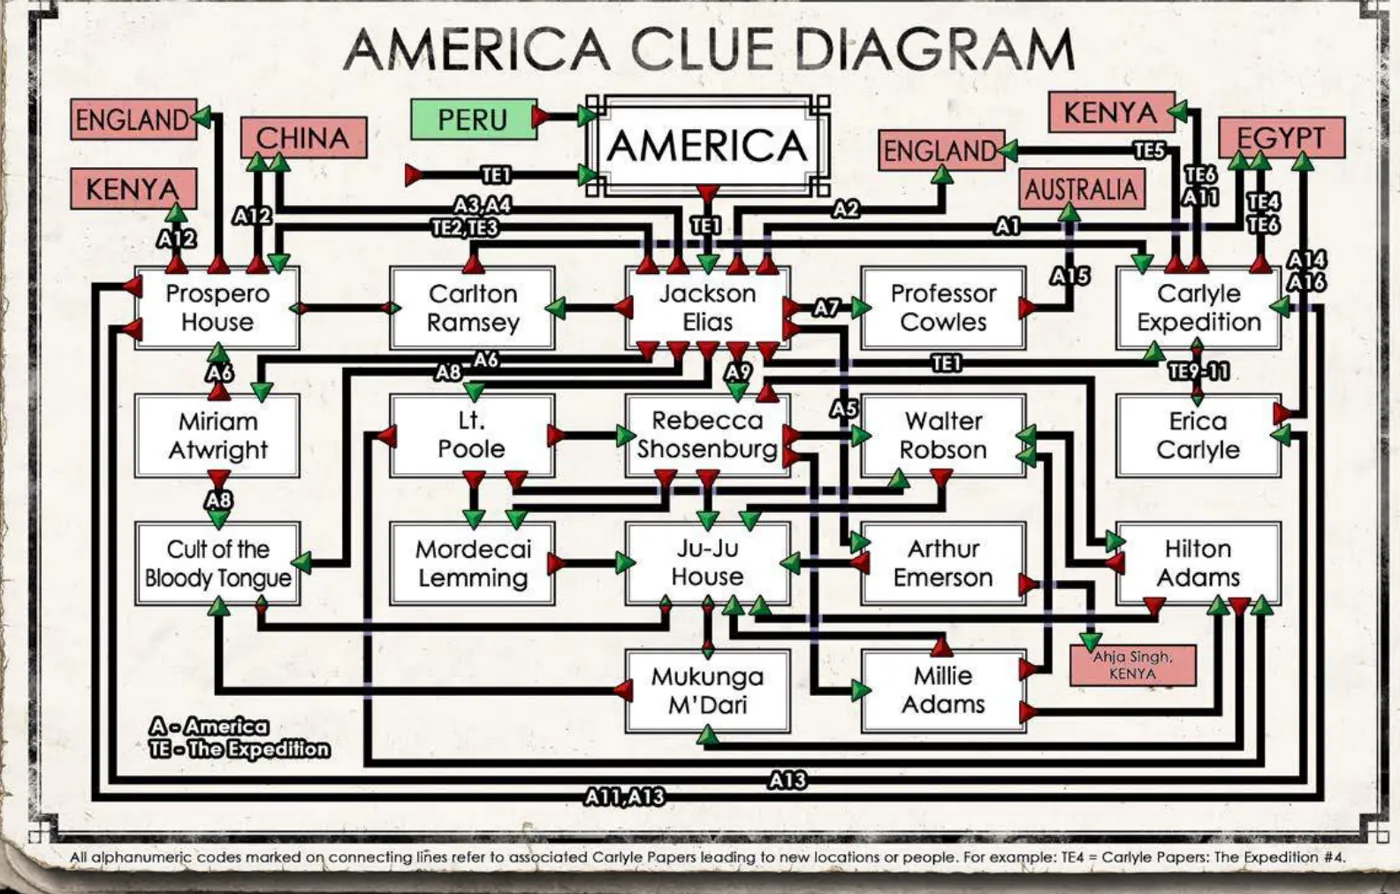 AMERICA CLUE DIAGRAM
ENGLAND
CHINA
KENYA
PERU
AMERICA
ENGLAND
KENYA
EGYPT
AUSTRALIA
TE1
A3,A4
TE2,TE3
TE1
A2
A1
TE5
TE6
A11
TE4
TE6
A12
A12
A15
A14
A16
Prospero
House
Carlton
Ramsey
Jackson
Elias
A7
Professor
Cowles
Carlyle
Expedition
A6
A6
A8
A9
TE1
TE9-11
A5
Miriam
Atwright
Lt.
Poole
Rebecca
Shosenburg
Walter
Robson
Erica
Carlyle
A8
Cult of the
Bloody Tongue
Mordecai
Lemming
Ju-Ju
House
Arthur
Emerson
Hilton
Adams
Mukunga
M'Dari
Millie
Adams
Ahja Singh,
KENYA
A - America
TE - The Expedition
A13
A11,A13
All alphanumeric codes marked on connecting lines refer to associated Carlyle Papers leading to new locations or people. For example: TE4 = Carlyle Papers: The Expedition #4.